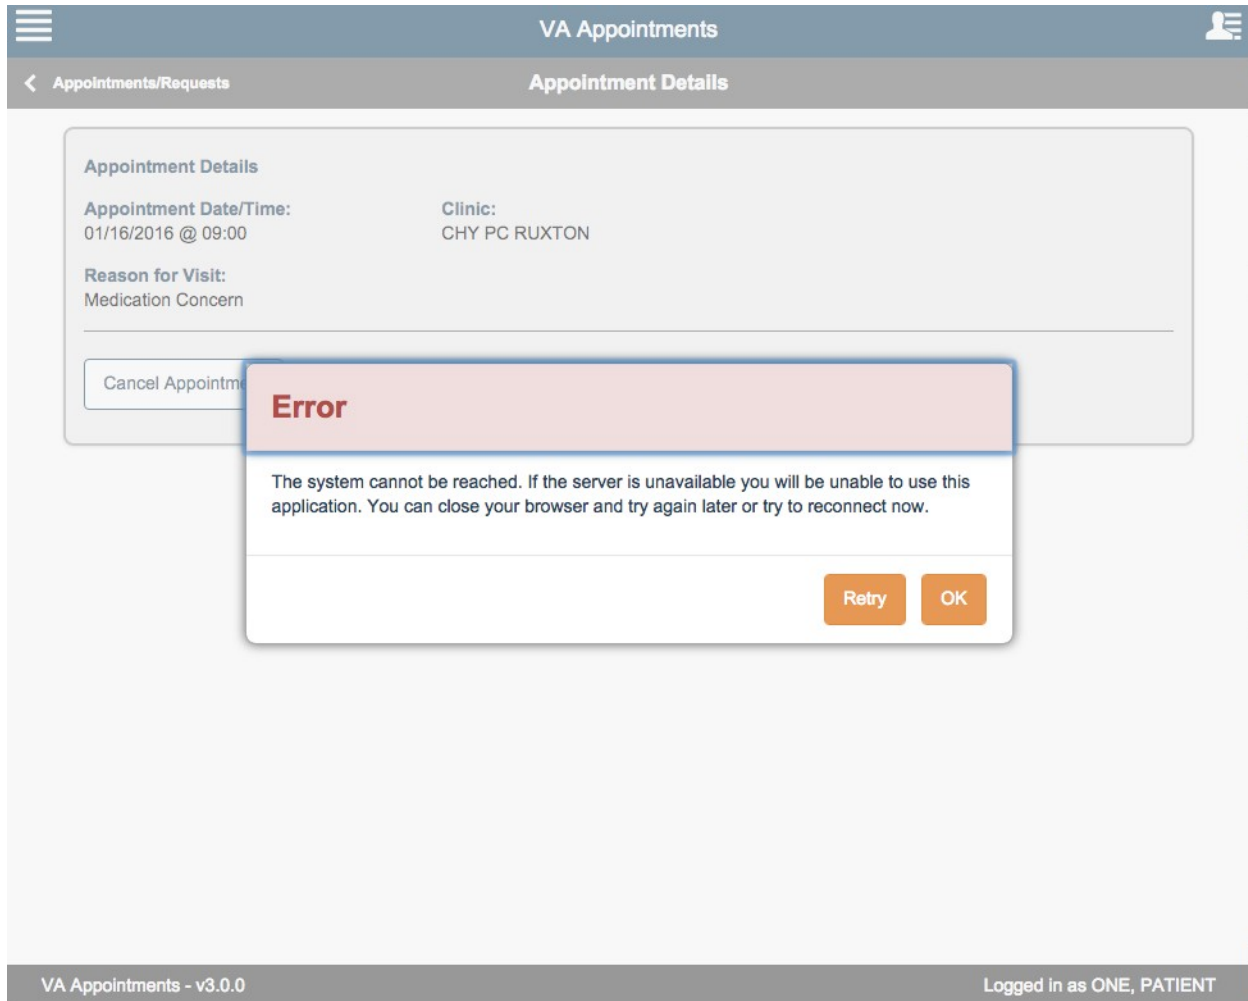 VA Appointments
Appointments/Requests
Appointment Details
Appointment Details
Appointment Date/Time:
01/16/2016 @ 09:00
Clinic:
CHY PC RUXTON
Reason for Visit:
Medication Concern
Cancel Appointme
Error
The system cannot be reached. If the server is unavailable you will be unable to use this
application. You can close your browser and try again later or try to reconnect now.
Retry
OK
VA Appointments - v3.0.0
Logged in as ONE, PATIENT